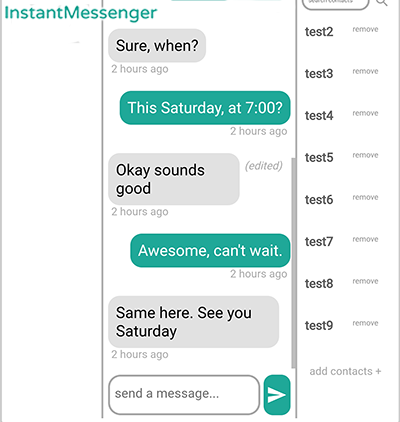 InstantMessenger
Sure, when?
2 hours ago
This Saturday, at 7:00?
2 hours ago
Okay sounds
good
(edited)
2 hours ago
Awesome, can't wait.
2 hours ago
Same here. See you
Saturday
2 hours ago
send a message...
search contacts
test2 remove
test3 remove
test4 remove
test5 remove
test6 remove
test7 remove
test8 remove
test9 remove
add contacts +